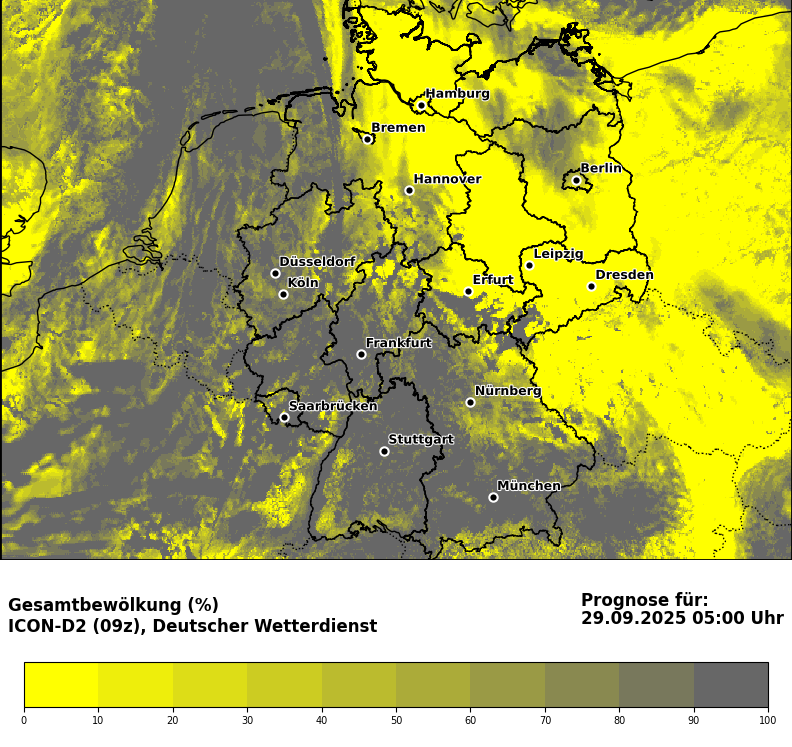 Hamburg
Bremen
Berlin
Hannover
Leipzig
Düsseldorf
Dresden
Köln
Erfurt
Frankfurt
Nürnberg
Saarbrücken
Stuttgart
München
Gesamtbewölkung (%)
ICON-D2 (09z), Deutscher Wetterdienst
Prognose für:
29.09.2025 05:00 Uhr
0 10 20 30 40 50 60 70 80 90 100